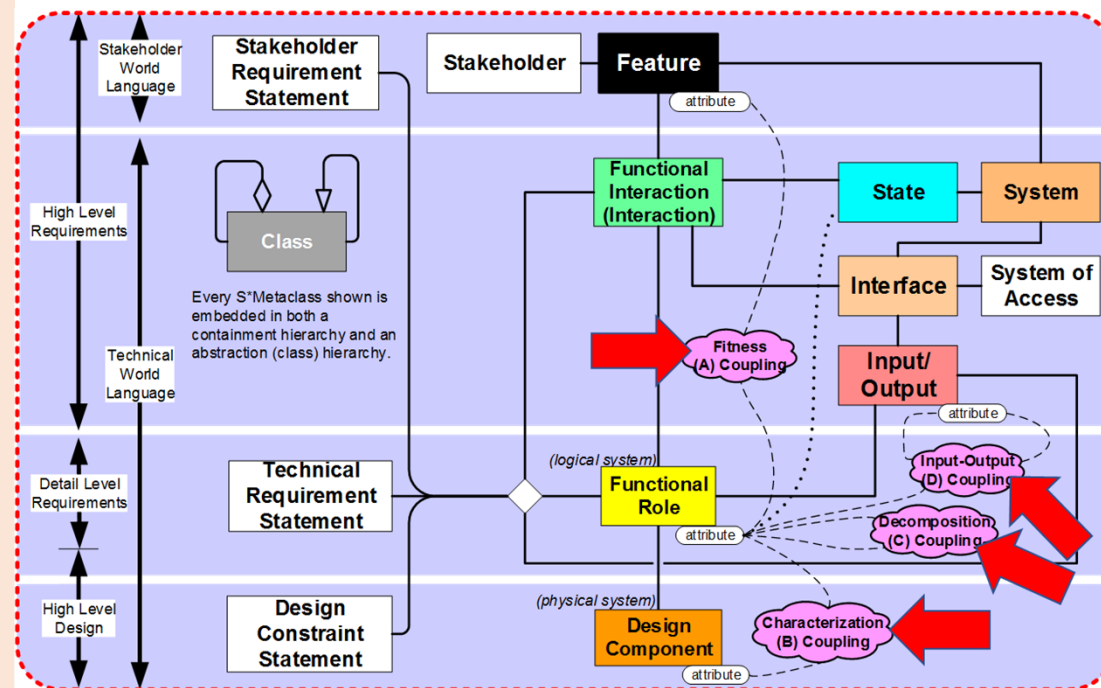 Stakeholder
World
Language
Stakeholder
Requirement
Statement
Stakeholder
Feature
attribute
High Level
Requirements
Class
Every S*Metaclass shown is
embedded in both a
containment hierarchy and an
abstraction (class) hierarchy.
Functional
Interaction
(Interaction)
State
System
Interface
System of
Access
Technical
World
Language
Fitness
(A) Coupling
Input/
Output
attribute
Detail Level
Requirements
Technical
Requirement
Statement
(logical system)
Functional
Role
attribute
Input-Output
(D) Coupling
Decomposition
(C) Coupling
High
Level
Design
Design
Constraint
Statement
(physical system)
Design
Component
attribute
Characterization
(B) Coupling